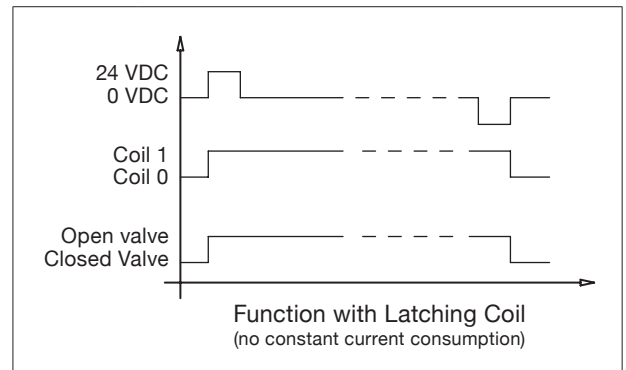 24 VDC
0 VDC
Coil 1
Coil 0
Open valve
Closed Valve
Function with Latching Coil
(no constant current consumption)